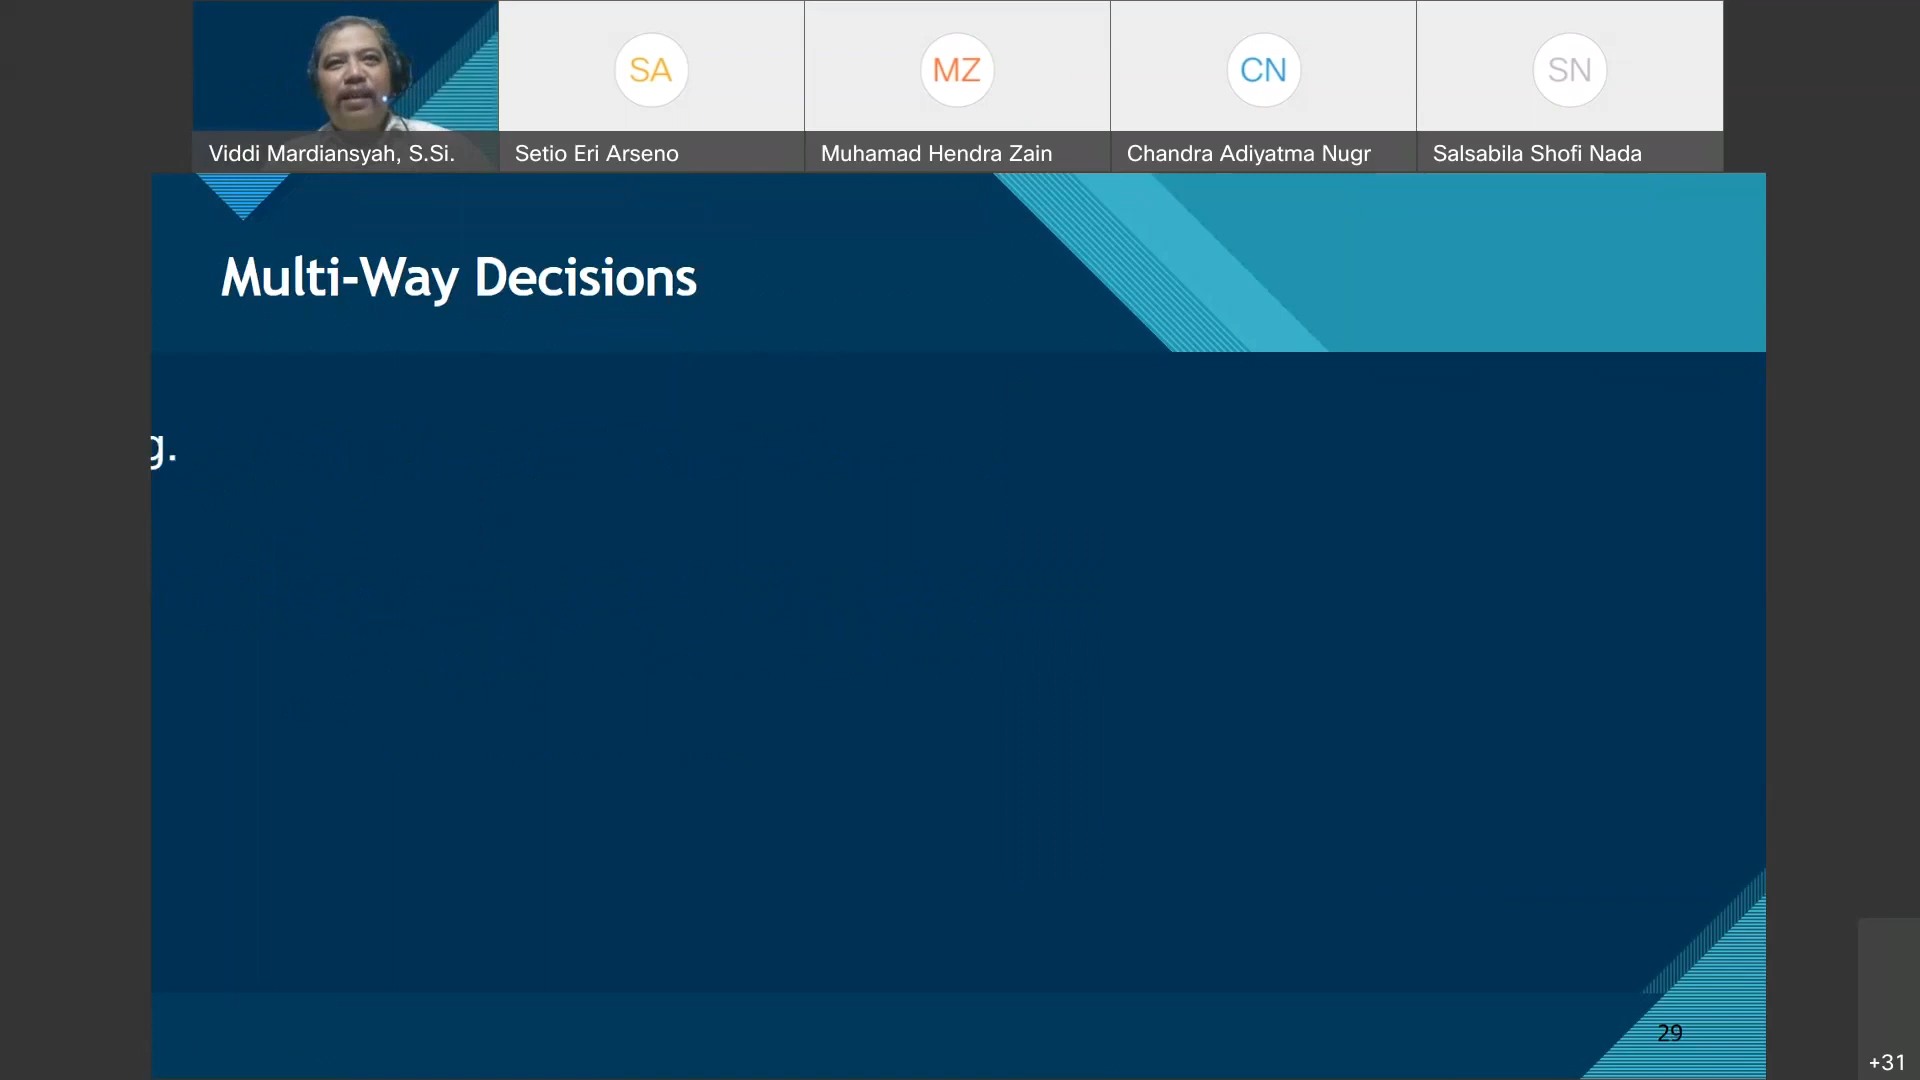 SA
MZ
CN
SN
Viddi Mardiansyah, S.Si.
Setio Eri Arseno
Muhamad Hendra Zain
Chandra Adiyatma Nugr
Salsabila Shofi Nada
Multi-Way Decisions
g.
29
+31